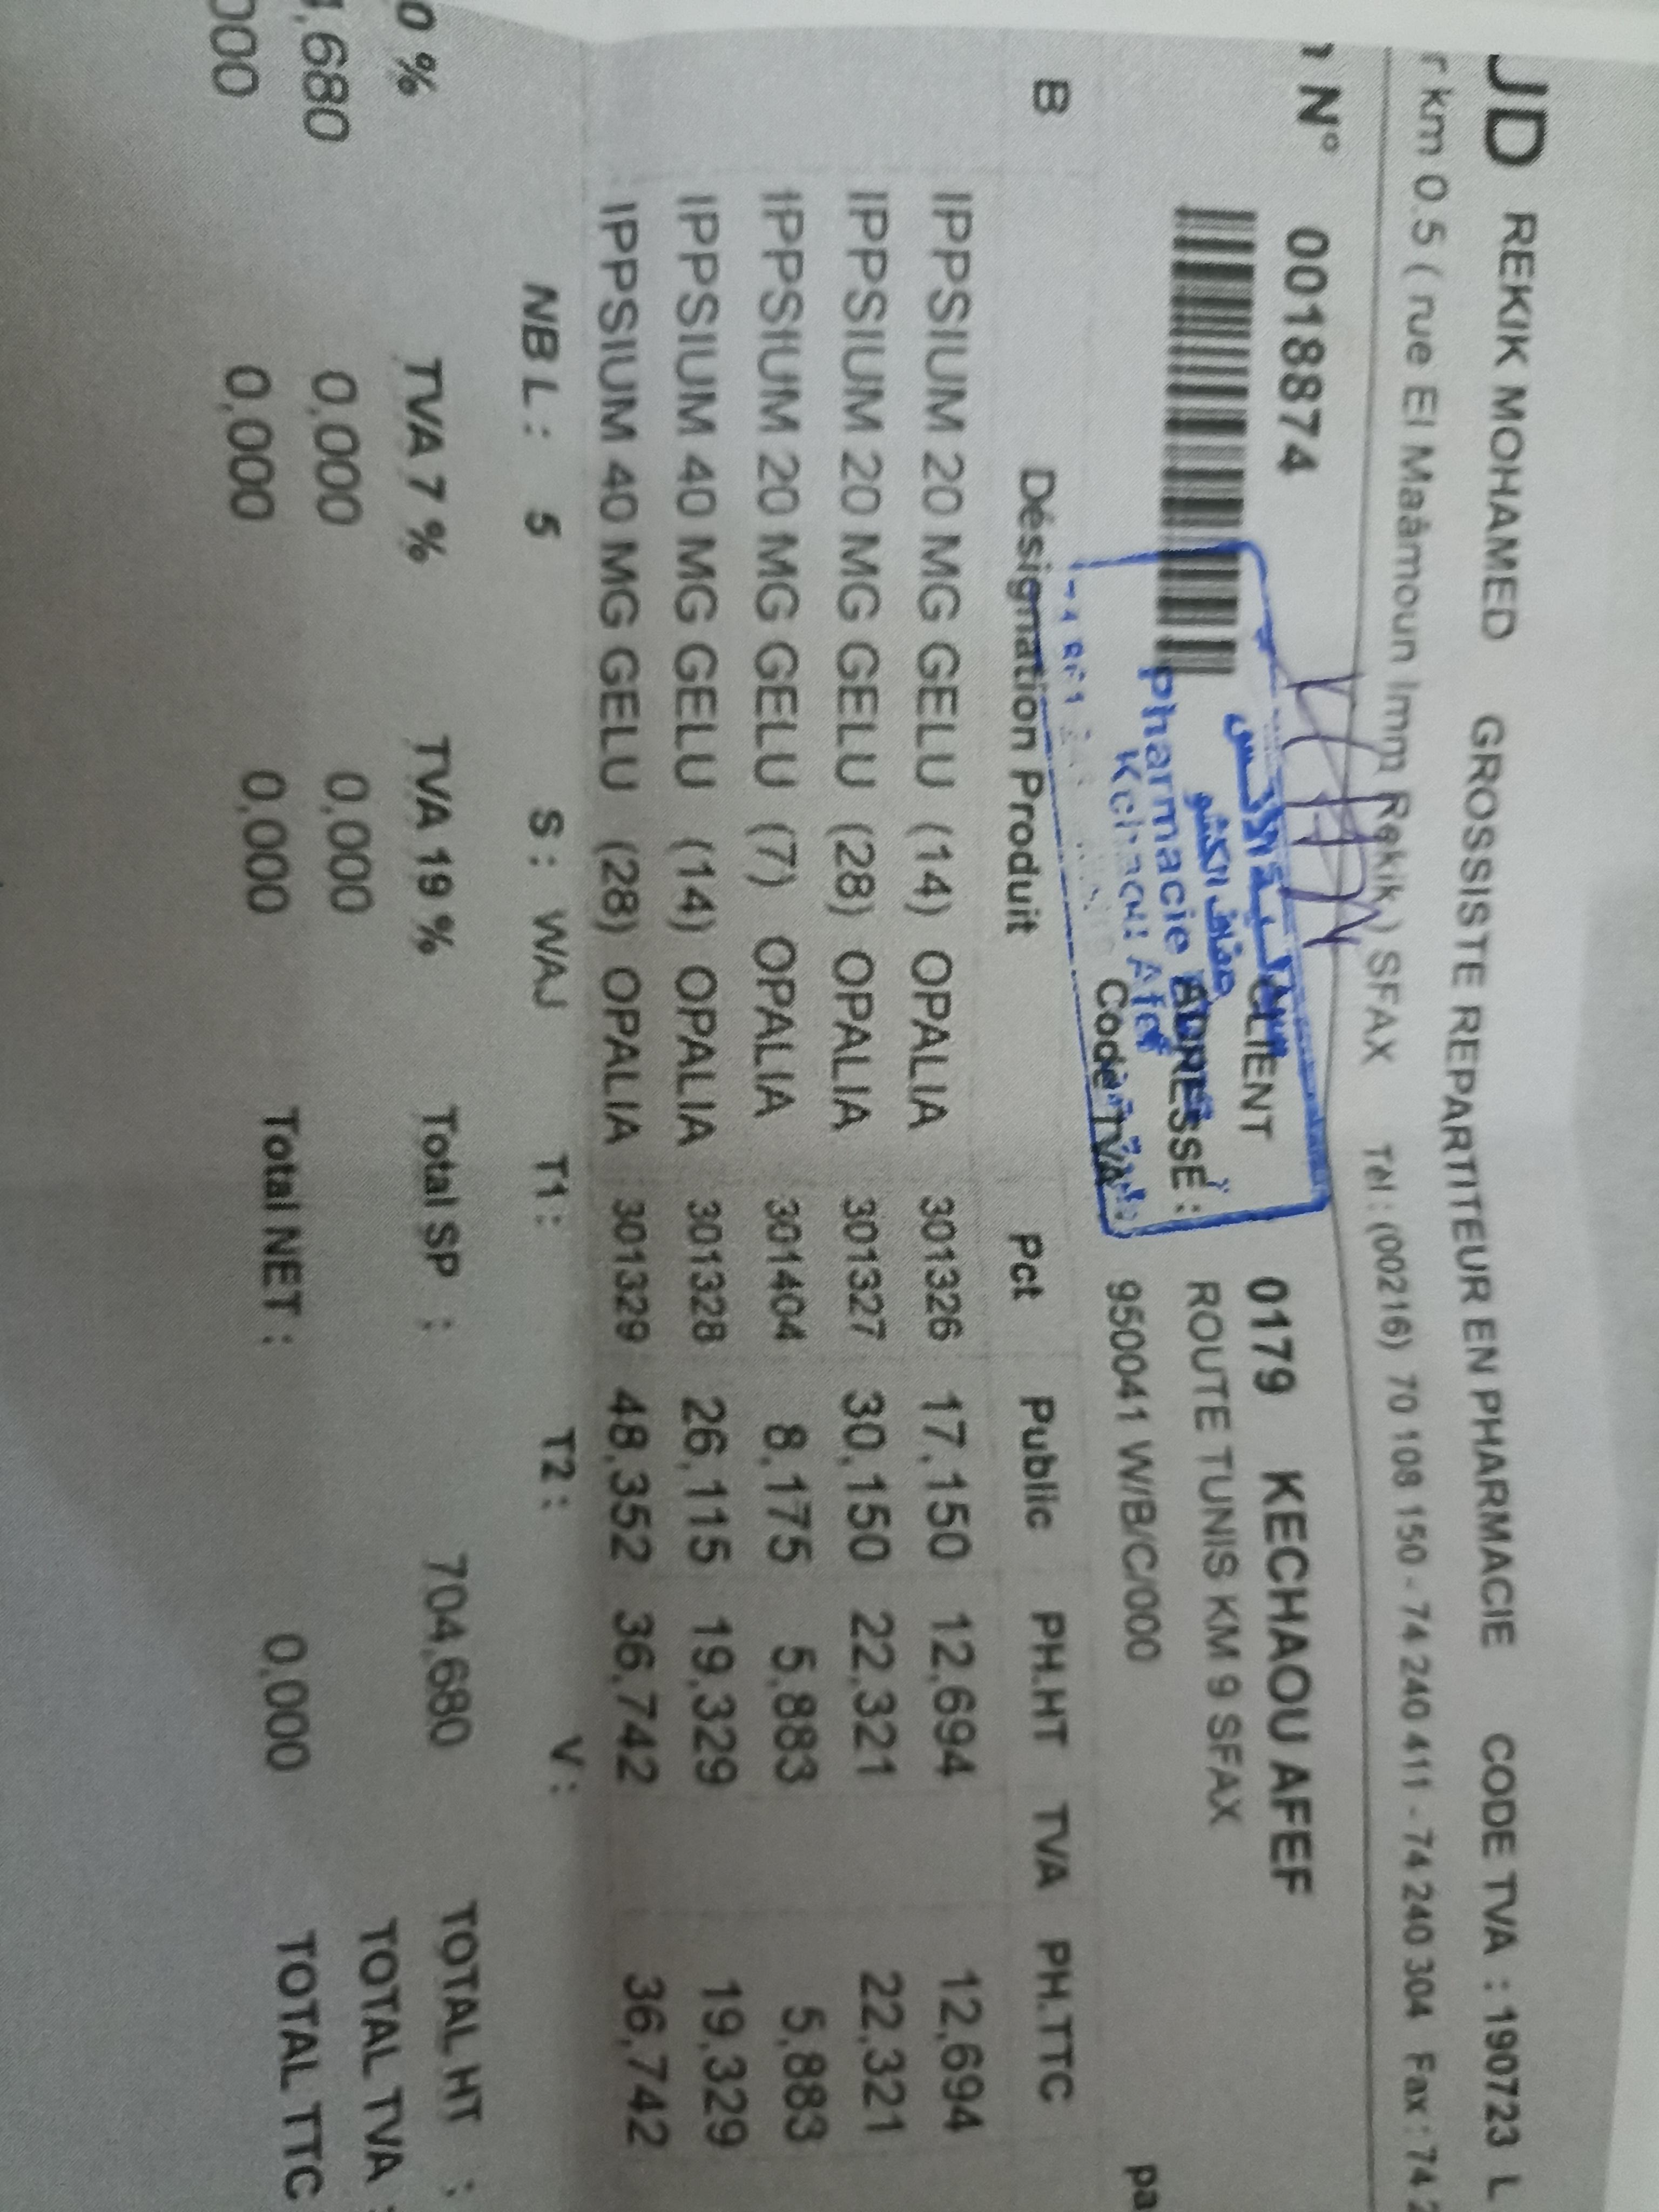 JD REKIK MOHAMED GROSSISTE REPARTITEUR EN PHARMACIE CODE TVA : 190723 L
r km 0.5 ( rue El Maâmoun Imm Rekik ) SFAX Tél : (00216) 70 108 150 - 74 240 411 - 74 240 304 Fax : 74 2
N° 0018874
CLIENT 0179 KECHAOU AFEF
ADRESSE : ROUTE TUNIS KM 9 SFAX
Code TVA 950041 W/B/C/000
Pharmacie
Afef
pa
B Désignation Produit Pct Public PH.HT TVA PH.TTC
IPPSIUM 20 MG GELU (14) OPALIA 301326 17,150 12,694 12,694
IPPSIUM 20 MG GELU (28) OPALIA 301327 30,150 22,321 22,321
IPPSIUM 20 MG GELU (7) OPALIA 301404 8,175 5,883 5,883
IPPSIUM 40 MG GELU (14) OPALIA 301328 26,115 19,329 19,329
IPPSIUM 40 MG GELU (28) OPALIA 301329 48,352 36,742 36,742
NB L : 5 S : WAJ T1 : T2 : V :
0 % TVA 7 % TVA 19 % Total SP : 704,680 TOTAL HT :
,680 0,000 0,000 TOTAL TVA :
000 0,000 0,000 Total NET : 0,000 TOTAL TTC